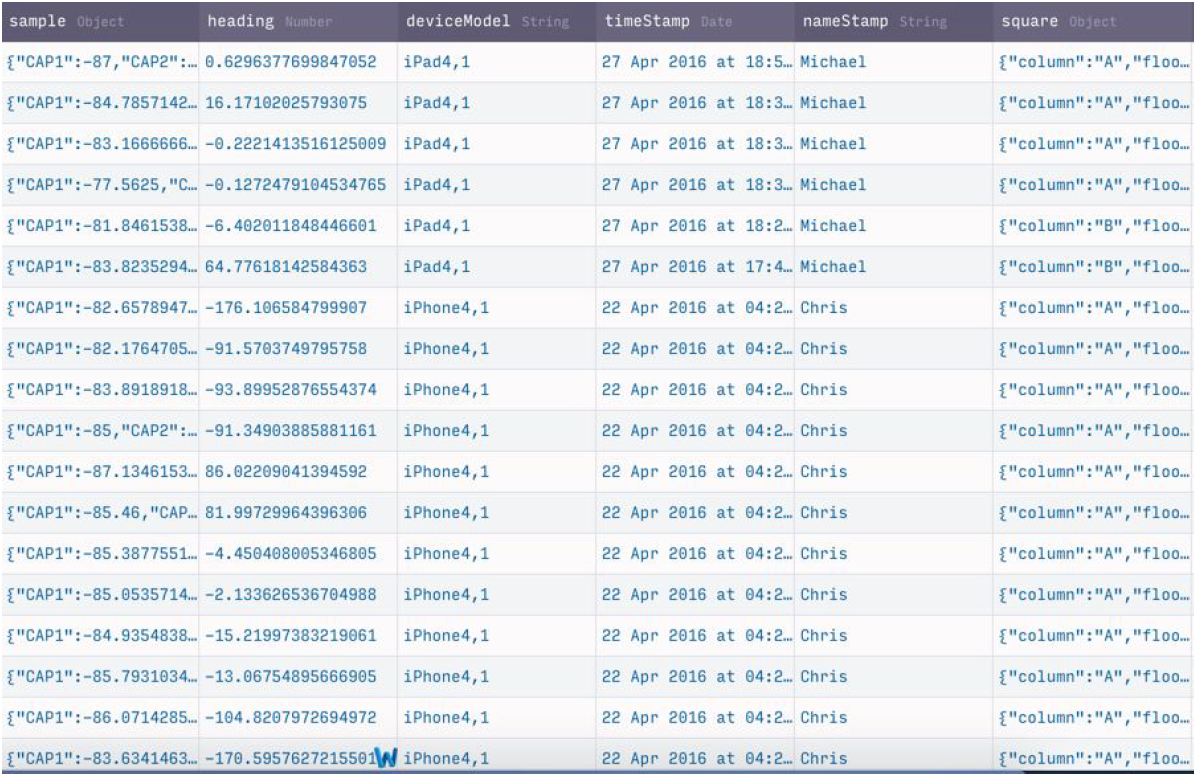 sample Object heading Number deviceModel String timeStamp Date nameStamp String square Object
{"CAP1":-87,"CAP2":… 0.6296377699847052 iPad4,1 27 Apr 2016 at 18:5… Michael {"column":"A","floo…
{"CAP1":-84.7857142… 16.17102025793075 iPad4,1 27 Apr 2016 at 18:3… Michael {"column":"A","floo…
{"CAP1":-83.1666666… -0.2221413516125009 iPad4,1 27 Apr 2016 at 18:3… Michael {"column":"A","floo…
{"CAP1":-77.5625,"C… -0.1272479104534765 iPad4,1 27 Apr 2016 at 18:3… Michael {"column":"A","floo…
{"CAP1":-81.8461538… -6.402011848446601 iPad4,1 27 Apr 2016 at 18:2… Michael {"column":"B","floo…
{"CAP1":-83.8235294… 64.77618142584363 iPad4,1 27 Apr 2016 at 17:4… Michael {"column":"B","floo…
{"CAP1":-82.6578947… -176.106584799907 iPhone4,1 22 Apr 2016 at 04:2… Chris {"column":"A","floo…
{"CAP1":-82.1764705… -91.5703749795758 iPhone4,1 22 Apr 2016 at 04:2… Chris {"column":"A","floo…
{"CAP1":-83.8918918… -93.89952876554374 iPhone4,1 22 Apr 2016 at 04:2… Chris {"column":"A","floo…
{"CAP1":-85,"CAP2":… -91.34903885881161 iPhone4,1 22 Apr 2016 at 04:2… Chris {"column":"A","floo…
{"CAP1":-87.1346153… 86.02209041394592 iPhone4,1 22 Apr 2016 at 04:2… Chris {"column":"A","floo…
{"CAP1":-85.46,"CAP… 81.99729964396306 iPhone4,1 22 Apr 2016 at 04:2… Chris {"column":"A","floo…
{"CAP1":-85.3877551… -4.450408005346805 iPhone4,1 22 Apr 2016 at 04:2… Chris {"column":"A","floo…
{"CAP1":-85.0535714… -2.133626536704988 iPhone4,1 22 Apr 2016 at 04:2… Chris {"column":"A","floo…
{"CAP1":-84.9354838… -15.21997383219061 iPhone4,1 22 Apr 2016 at 04:2… Chris {"column":"A","floo…
{"CAP1":-85.7931034… -13.06754895666905 iPhone4,1 22 Apr 2016 at 04:2… Chris {"column":"A","floo…
{"CAP1":-86.0714285… -104.8207972694972 iPhone4,1 22 Apr 2016 at 04:2… Chris {"column":"A","floo…
{"CAP1":-83.6341463… -170.5957627215501 W iPhone4,1 22 Apr 2016 at 04:2… Chris {"column":"A","floo…